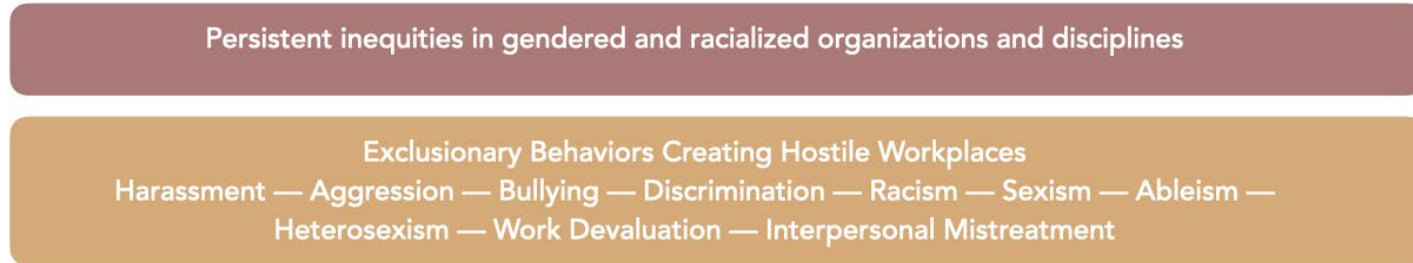 Persistent inequities in gendered and racialized organizations and disciplines
Exclusionary Behaviors Creating Hostile Workplaces
Harassment — Aggression — Bullying — Discrimination — Racism — Sexism — Ableism —
Heterosexism — Work Devaluation — Interpersonal Mistreatment